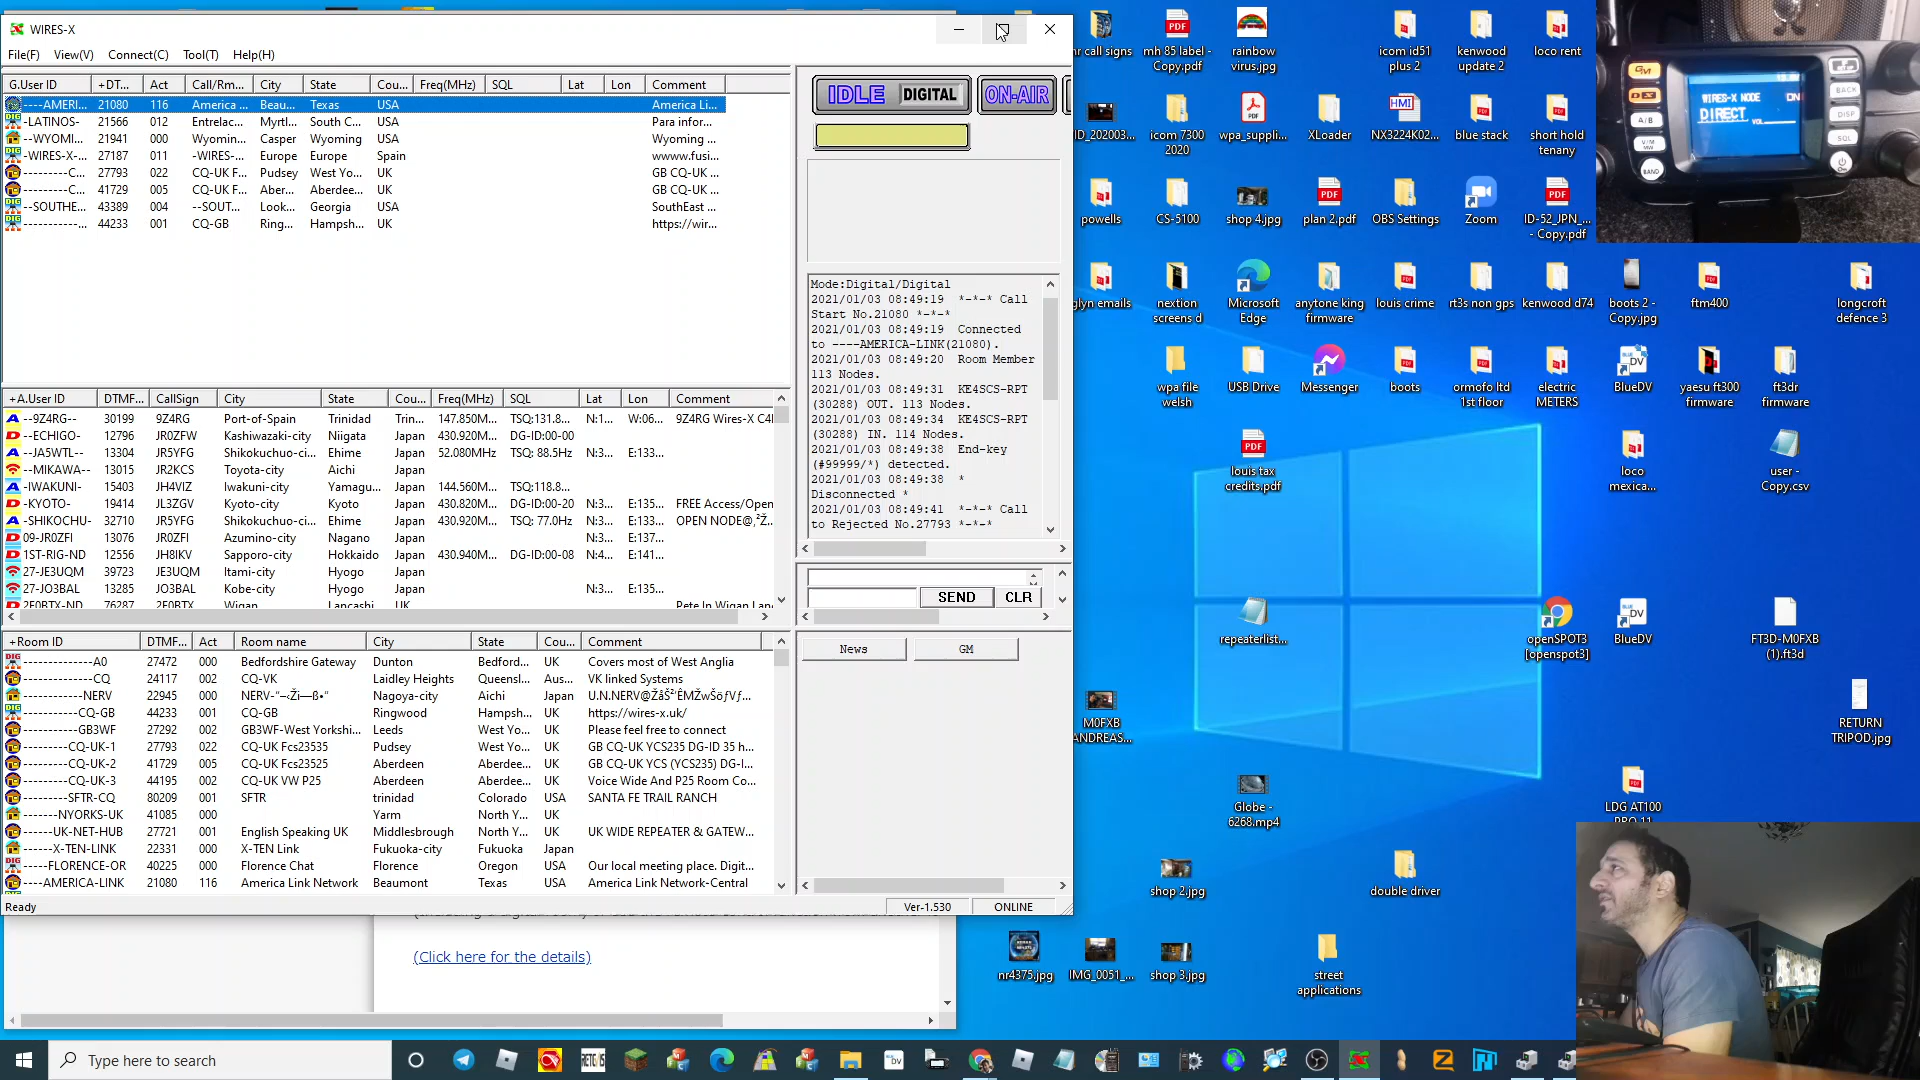 WIRES-X
File(F) View(V) Connect(C) Tool(T) Help(H)
G.User ID +DT... Act Call/Rm... City State Cou... Freq(MHz) SQL Lat Lon Comment
----AMERI... 21080 116 America ... Beau... Texas USA America Li...
-LATINOS- 21566 012 Entrelac... Myrtl... South C... USA Para infor...
--WYOMI... 21941 000 Wyomin... Casper Wyoming USA Wyoming ...
-WIRES-X-... 27187 011 -WIRES-... Europe Europe Spain wwww.fusi...
---------C... 27793 022 CQ-UK F... Pudsey West Yo... UK GB CQ-UK ...
---------C... 41729 005 CQ-UK F... Aber... Aberdee... UK GB CQ-UK ...
--SOUTHE... 43389 004 --SOUT... Look... Georgia USA SouthEast ...
-----------... 44233 001 CQ-GB Ring... Hampsh... UK https://wir...
IDLE DIGITAL ON-AIR
Mode:Digital/Digital
2021/01/03 08:49:19 *-*-* Call
Start No.21080 *-*-*
2021/01/03 08:49:19 Connected
to ----AMERICA-LINK(21080).
2021/01/03 08:49:20 Room Member
113 Nodes.
2021/01/03 08:49:31 KE4SCS-RPT
(30288) OUT. 113 Nodes.
2021/01/03 08:49:34 KE4SCS-RPT
(30288) IN. 114 Nodes.
2021/01/03 08:49:38 End-key
(#99999/*) detected.
2021/01/03 08:49:38 *
Disconnected *
2021/01/03 08:49:41 *-*-* Call
to Rejected No.27793 *-*-*
SEND CLR
News GM
+A.User ID DTMF... CallSign City State Cou... Freq(MHz) SQL Lat Lon Comment
--9Z4RG-- 30199 9Z4RG Port-of-Spain Trinidad Trin... 147.850M... TSQ:131.8... N:1... W:06... 9Z4RG Wires-X C4I
--ECHIGO- 12796 JR0ZFW Kashiwazaki-city Niigata Japan 430.920M... DG-ID:00-00
--JA5WTL-- 13304 JR5YFG Shikokuchuo-ci... Ehime Japan 52.080MHz TSQ: 88.5Hz N:3... E:133...
--MIKAWA-- 13015 JR2KCS Toyota-city Aichi Japan
-IWAKUNI- 15403 JH4VIZ Iwakuni-city Yamagu... Japan 144.560M... TSQ:118.8...
-KYOTO- 19414 JL3ZGV Kyoto-city Kyoto Japan 430.820M... DG-ID:00-20 N:3... E:135... FREE Access/Open
-SHIKOCHU- 32710 JR5YFG Shikokuchuo-ci... Ehime Japan 430.920M... TSQ: 77.0Hz N:3... E:133... OPEN NODE@,²Ž...
09-JR0ZFI 13076 JR0ZFI Azumino-city Nagano Japan N:3... E:137...
1ST-RIG-ND 12556 JH8IKV Sapporo-city Hokkaido Japan 430.940M... DG-ID:00-08 N:4... E:141...
27-JE3UQM 39723 JE3UQM Itami-city Hyogo Japan
27-JO3BAL 13285 JO3BAL Kobe-city Hyogo Japan N:3... E:135...
2E0BTX-ND 76287 2E0BTX Wigan Lancashi UK Pete In Wigan Lan
+Room ID DTMF... Act Room name City State Cou... Comment
-------------A0 27472 000 Bedfordshire Gateway Dunton Bedford... UK Covers most of West Anglia
-------------CQ 24117 002 CQ-VK Laidley Heights Queensl... Aus... VK linked Systems
-----------NERV 22945 000 Nagoya-city Aichi Japan
----------CQ-GB 44233 001 CQ-GB Ringwood Hampsh... UK https://wires-x.uk/
----------GB3WF 27292 002 GB3WF-West Yorkshi... Leeds West Yo... UK Please feel free to connect
--------CQ-UK-1 27793 022 CQ-UK Fcs23535 Pudsey West Yo... UK GB CQ-UK YCS235 DG-ID 35 h...
--------CQ-UK-2 41729 005 CQ-UK Fcs23525 Aberdeen Aberdee... UK GB CQ-UK YCS (YCS235) DG-I...
--------CQ-UK-3 44195 002 CQ-UK VW P25 Aberdeen Aberdee... UK Voice Wide And P25 Room Co...
--------SFTR-CQ 80209 001 SFTR trinidad Colorado USA SANTA FE TRAIL RANCH
------NYORKS-UK 41085 000 Yarm North Y... UK
-----UK-NET-HUB 27721 001 English Speaking UK Middlesbrough North Y... UK UK WIDE REPEATER & GATEW...
-----X-TEN-LINK 22331 000 X-TEN Link Fukuoka-city Fukuoka Japan
----FLORENCE-OR 40225 000 Florence Chat Florence Oregon USA Our local meeting place. Digit...
----AMERICA-LINK 21080 116 America Link Network Beaumont Texas USA America Link Network-Central
Ready Ver-1.530 ONLINE
(Click here for the details)
nr call signs
mh 85 label - Copy.pdf
rainbow virus.jpg
icom id51 plus 2
kenwood update 2
loco rent
ID_202003...
icom 7300 2020
wpa_suppli...
XLoader
NX3224K02...
blue stack
short hold tenany
powells
CS-5100
shop 4.jpg
plan 2.pdf
OBS Settings
Zoom
ID-52_JPN_... - Copy.pdf
glyn emails
nextion screens d
Microsoft Edge
anytone king firmware
louis crime
rt3s non gps
kenwood d74
boots 2 - Copy.jpg
ftm400
longcroft defence 3
wpa file welsh
USB Drive
Messenger
boots
ormofo ltd 1st floor
electric METERS
BlueDV
yaesu ft300 firmware
ft3dr firmware
louis tax credits.pdf
loco mexica...
user - Copy.csv
repeaterlist...
openSPOT3 [openspot3]
BlueDV
FT3D-M0FXB (1).ft3d
M0FXB ANDREAS...
RETURN TRIPOD.jpg
Globe - 6268.mp4
LDG AT100 PRO 11
shop 2.jpg
double driver
nr4375.jpg
IMG_0051_...
shop 3.jpg
street applications
WIRES-X NODE
DIRECT
VOL
GM
DX
A/B
V/M
MW
BAND
BACK
DISP
SQL
Type here to search